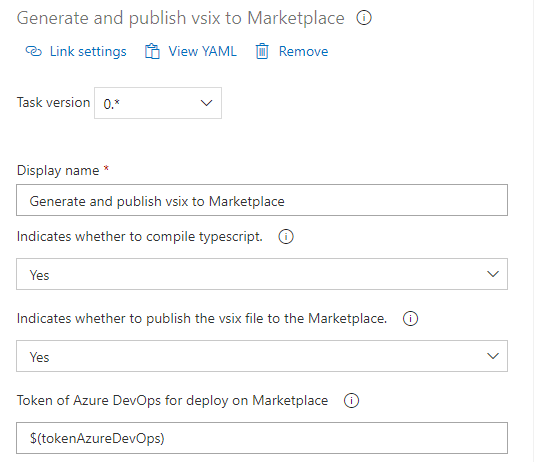 Generate and publish vsix to Marketplace
Link settings View YAML Remove
Task version 0.*
Display name *
Generate and publish vsix to Marketplace
Indicates whether to compile typescript.
Yes
Indicates whether to publish the vsix file to the Marketplace.
Yes
Token of Azure DevOps for deploy on Marketplace
$(tokenAzureDevOps)